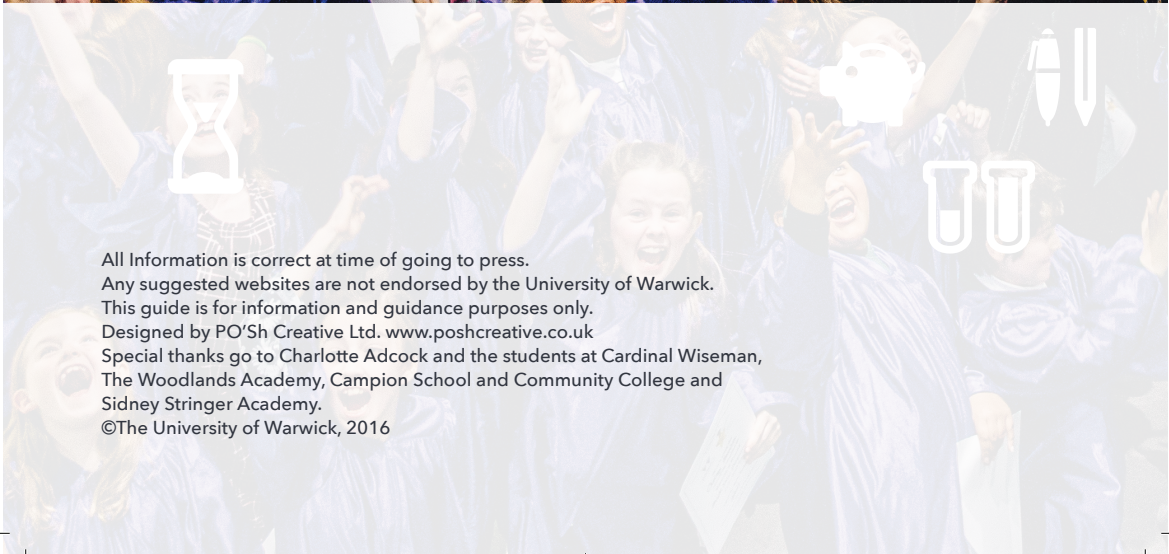 All Information is correct at time of going to press.
Any suggested websites are not endorsed by the University of Warwick.
This guide is for information and guidance purposes only.
Designed by PO’Sh Creative Ltd. www.poshcreative.co.uk
Special thanks go to Charlotte Adcock and the students at Cardinal Wiseman,
The Woodlands Academy, Campion School and Community College and
Sidney Stringer Academy.
©The University of Warwick, 2016